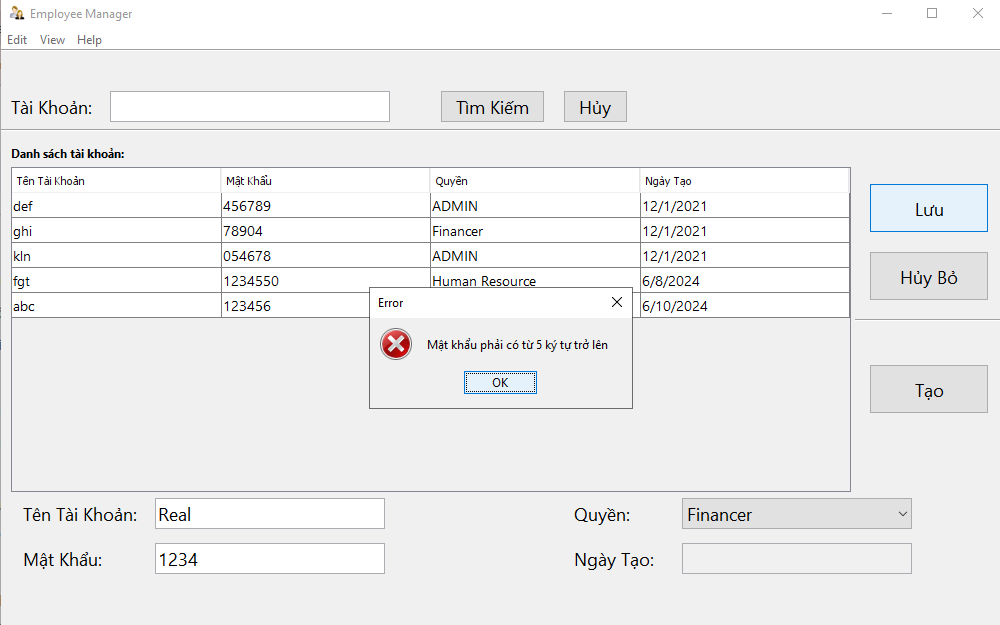 Employee Manager
Edit View Help
Tài Khoản: Tìm Kiếm Hủy
Danh sách tài khoản:
Tên Tài Khoản Mật Khẩu Quyền Ngày Tạo
def 456789 ADMIN 12/1/2021
ghi 78904 Financer 12/1/2021
kln 054678 ADMIN 12/1/2021
fgt 1234550 Human Resource 6/8/2024
abc 123456 6/10/2024
Lưu
Hủy Bỏ
Tạo
Error
Mật khẩu phải có từ 5 ký tự trở lên
OK
Tên Tài Khoản: Real Quyền: Financer
Mật Khẩu: 1234 Ngày Tạo: